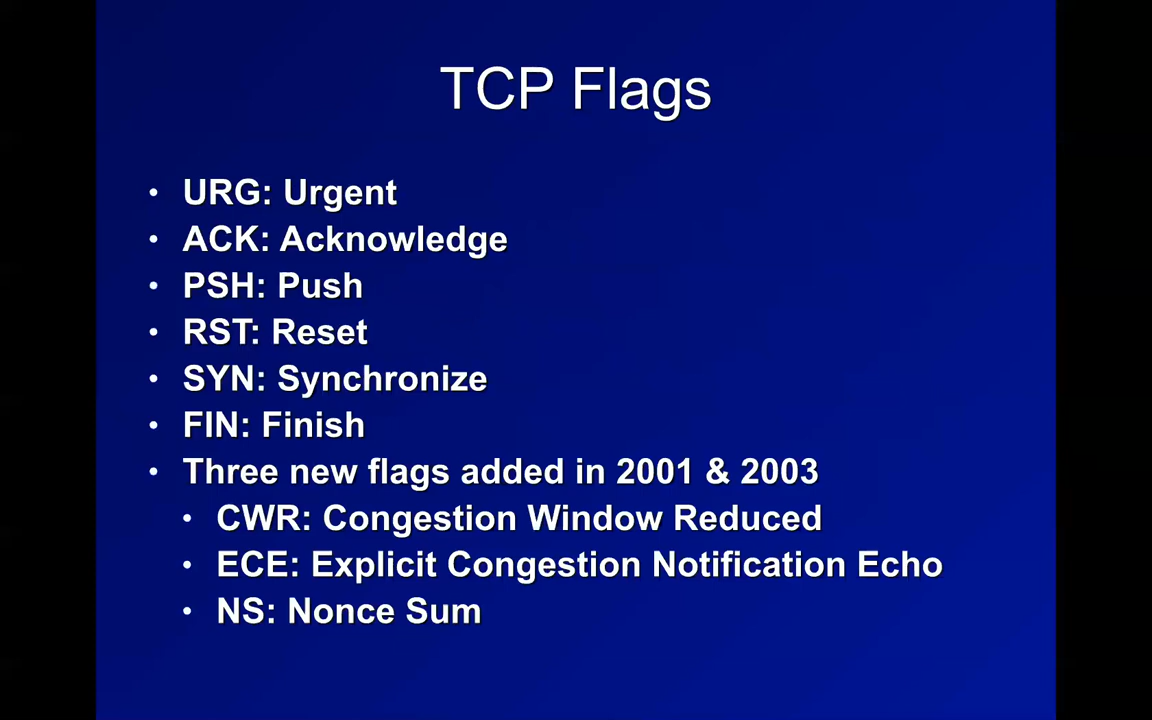 TCP Flags
• URG: Urgent
• ACK: Acknowledge
• PSH: Push
• RST: Reset
• SYN: Synchronize
• FIN: Finish
• Three new flags added in 2001 & 2003
• CWR: Congestion Window Reduced
• ECE: Explicit Congestion Notification Echo
• NS: Nonce Sum